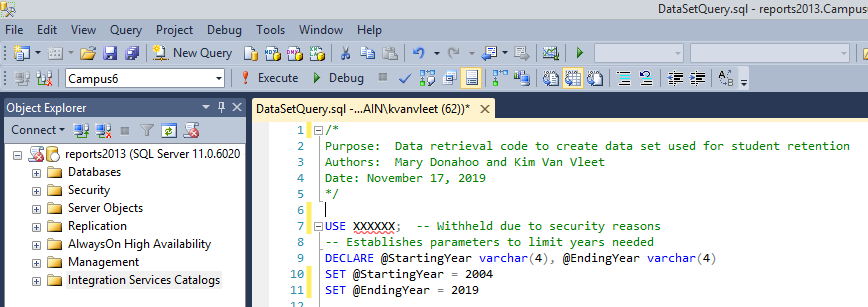 DataSetQuery.sql - reports2013.Campus
File Edit View Query Project Debug Tools Window Help
New Query MDX DMX XMLA
Campus6 Execute Debug
Object Explorer
DataSetQuery.sql -...AIN\kvanvleet (62))*
Connect
reports2013 (SQL Server 11.0.6020
Databases
Security
Server Objects
Replication
AlwaysOn High Availability
Management
Integration Services Catalogs
1 /*
2 Purpose:  Data retrieval code to create data set used for student retention
3 Authors:  Mary Donahoo and Kim Van Vleet
4 Date: November 17, 2019
5 */
6
7 USE XXXXXX;  -- Withheld due to security reasons
8 -- Establishes parameters to limit years needed
9 DECLARE @StartingYear varchar(4), @EndingYear varchar(4)
10 SET @StartingYear = 2004
11 SET @EndingYear = 2019
12